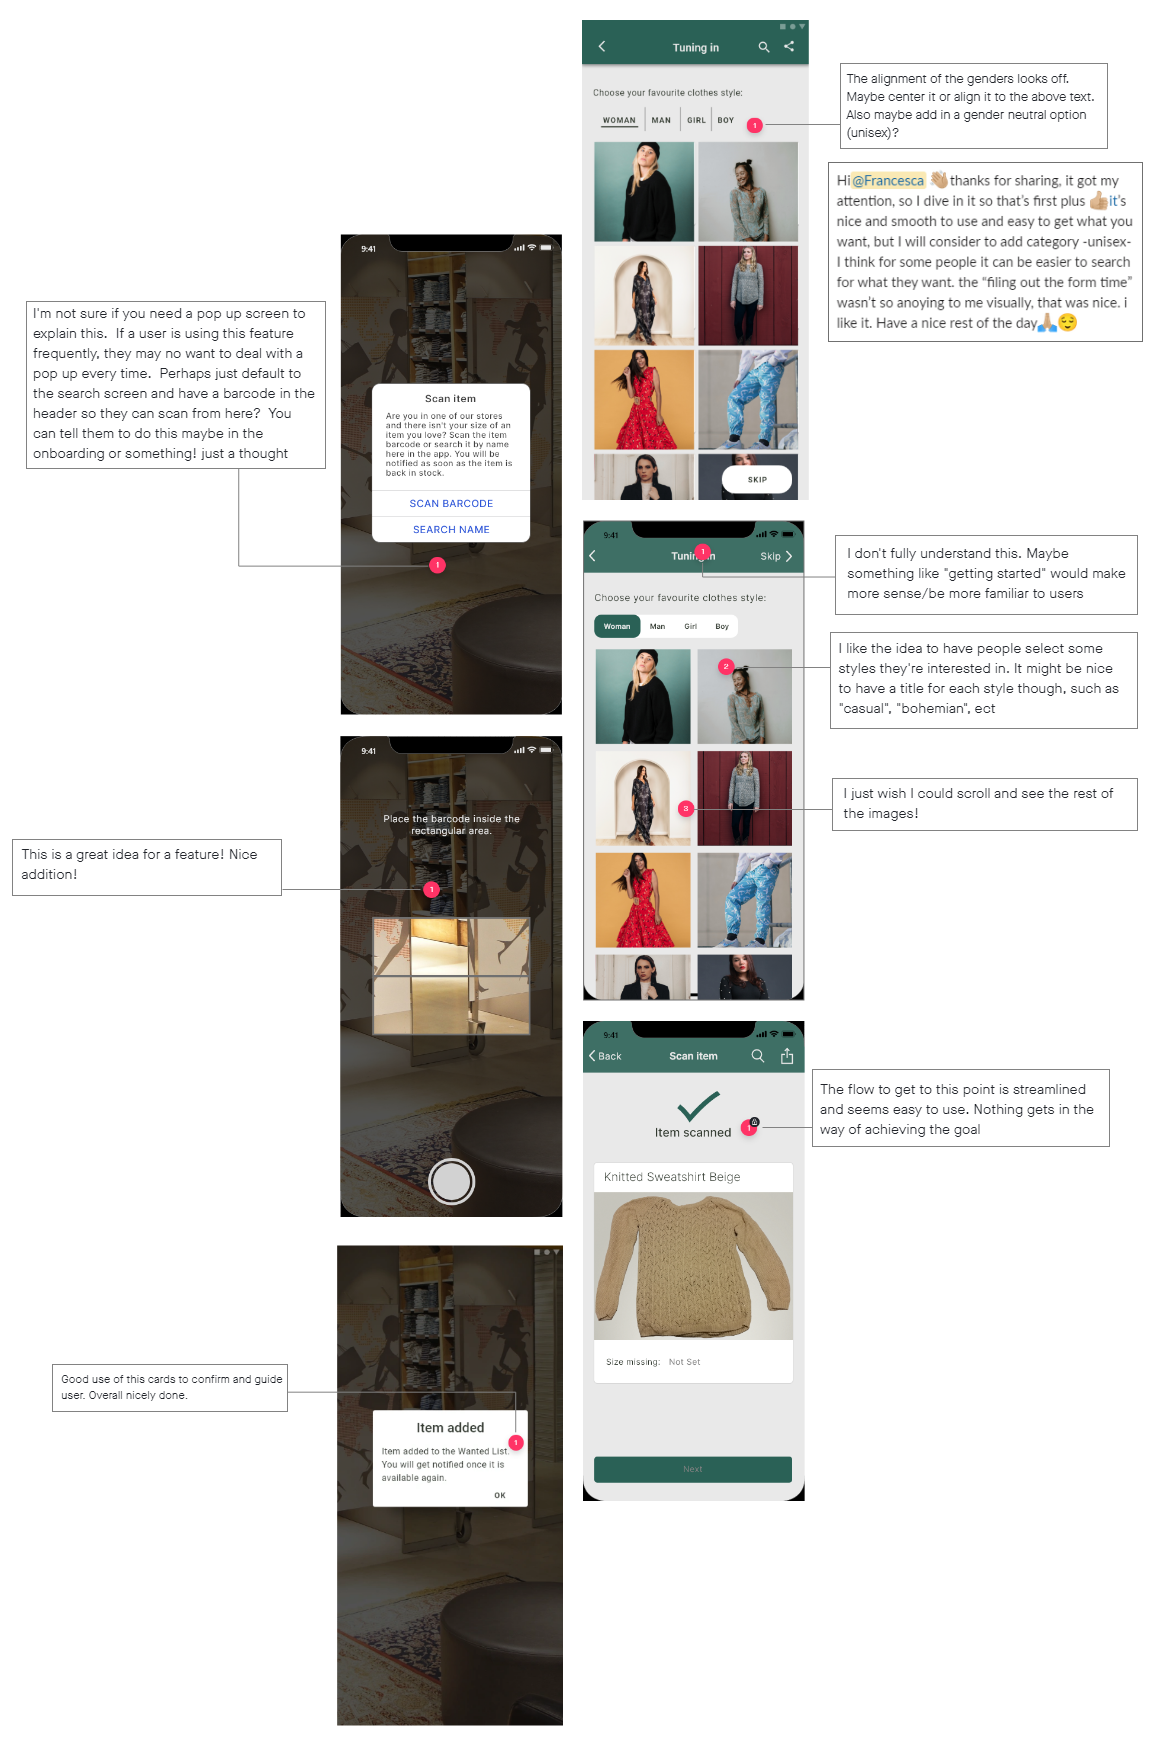 Tuning in
Choose your favourite clothes style:
WOMAN
MAN
GIRL
BOY
1
SKIP
The alignment of the genders looks off.
Maybe center it or align it to the above text.
Also maybe add in a gender neutral option
(unisex)?
Hi @Francesca 👋🏼 thanks for sharing, it got my
attention, so I dive in it so that's first plus 👍🏼 it's
nice and smooth to use and easy to get what you
want, but I will consider to add category -unisex-
I think for some people it can be easier to search
for what they want. the "filing out the form time"
wasn't so anoying to me visually, that was nice. i
like it. Have a nice rest of the day 🙏🏼😌
I'm not sure if you need a pop up screen to
explain this.  If a user is using this feature
frequently, they may no want to deal with a
pop up every time.  Perhaps just default to
the search screen and have a barcode in the
header so they can scan from here?  You
can tell them to do this maybe in the
onboarding or something! just a thought
9:41
Scan item
Are you in one of our stores
and there isn't your size of an
item you love? Scan the item
barcode or search it by name
here in the app. You will be
notified as soon as the item is
back in stock.
SCAN BARCODE
SEARCH NAME
1
9:41
Tuning in
1
Skip
Choose your favourite clothes style:
Woman
Man
Girl
Boy
2
3
I don't fully understand this. Maybe
something like "getting started" would make
more sense/be more familiar to users
I like the idea to have people select some
styles they're interested in. It might be nice
to have a title for each style though, such as
"casual", "bohemian", ect
I just wish I could scroll and see the rest of
the images!
This is a great idea for a feature! Nice
addition!
9:41
Place the barcode inside the
rectangular area.
1
9:41
Back
Scan item
Item scanned
1
Knitted Sweatshirt Beige
Size missing:
Not Set
Next
The flow to get to this point is streamlined
and seems easy to use. Nothing gets in the
way of achieving the goal
Good use of this cards to confirm and guide
user. Overall nicely done.
Item added
1
Item added to the Wanted List.
You will get notified once it is
available again.
OK